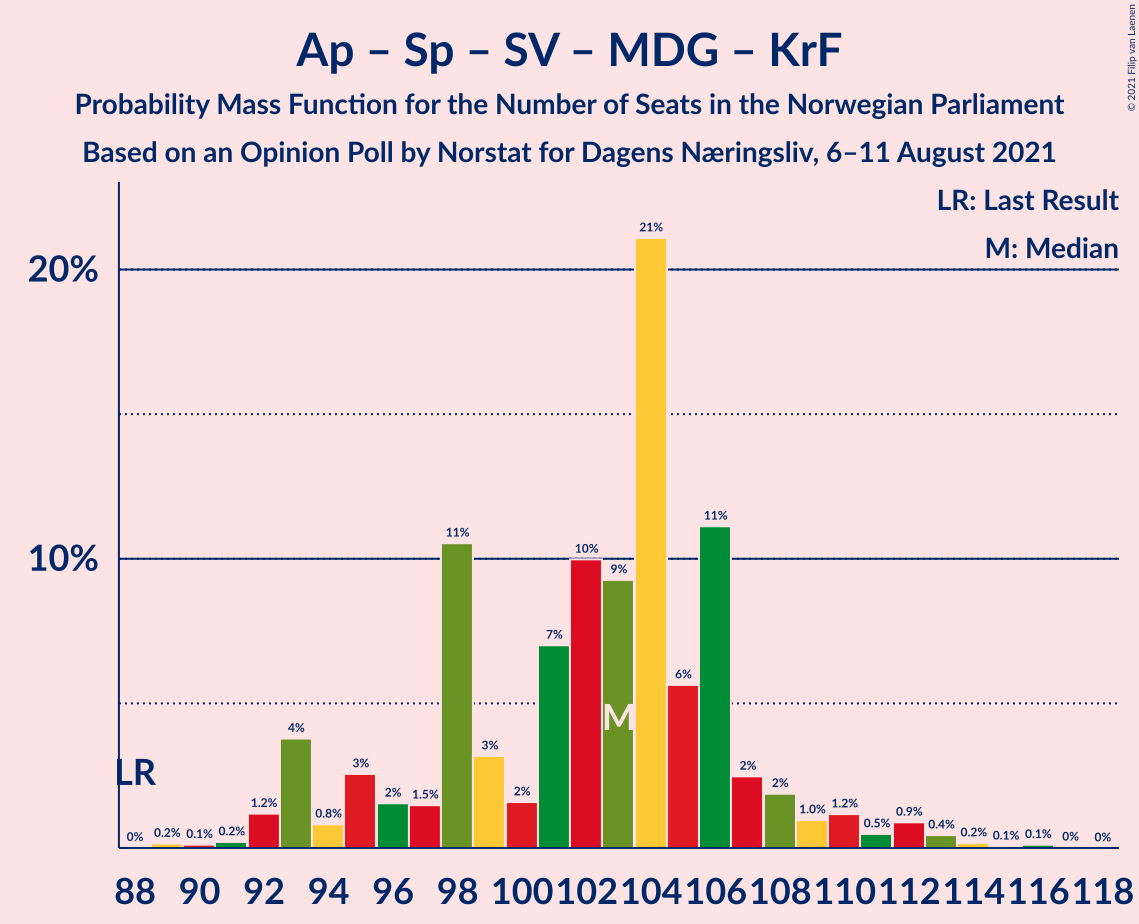 Ap – Sp – SV – MDG – KrF
Probability Mass Function for the Number of Seats in the Norwegian Parliament
Based on an Opinion Poll by Norstat for Dagens Næringsliv, 6–11 August 2021
© 2021 Filip van Laenen
LR: Last Result
M: Median
20%
10%
LR
M
0% 0.2% 0.1% 0.2% 1.2% 4% 0.8% 3% 2% 1.5% 11% 3% 2% 7% 10% 9% 21% 6% 11% 2% 2% 1.0% 1.2% 0.5% 0.9% 0.4% 0.2% 0.1% 0.1% 0% 0%
88 90 92 94 96 98 100 102 104 106 108 110 112 114 116 118